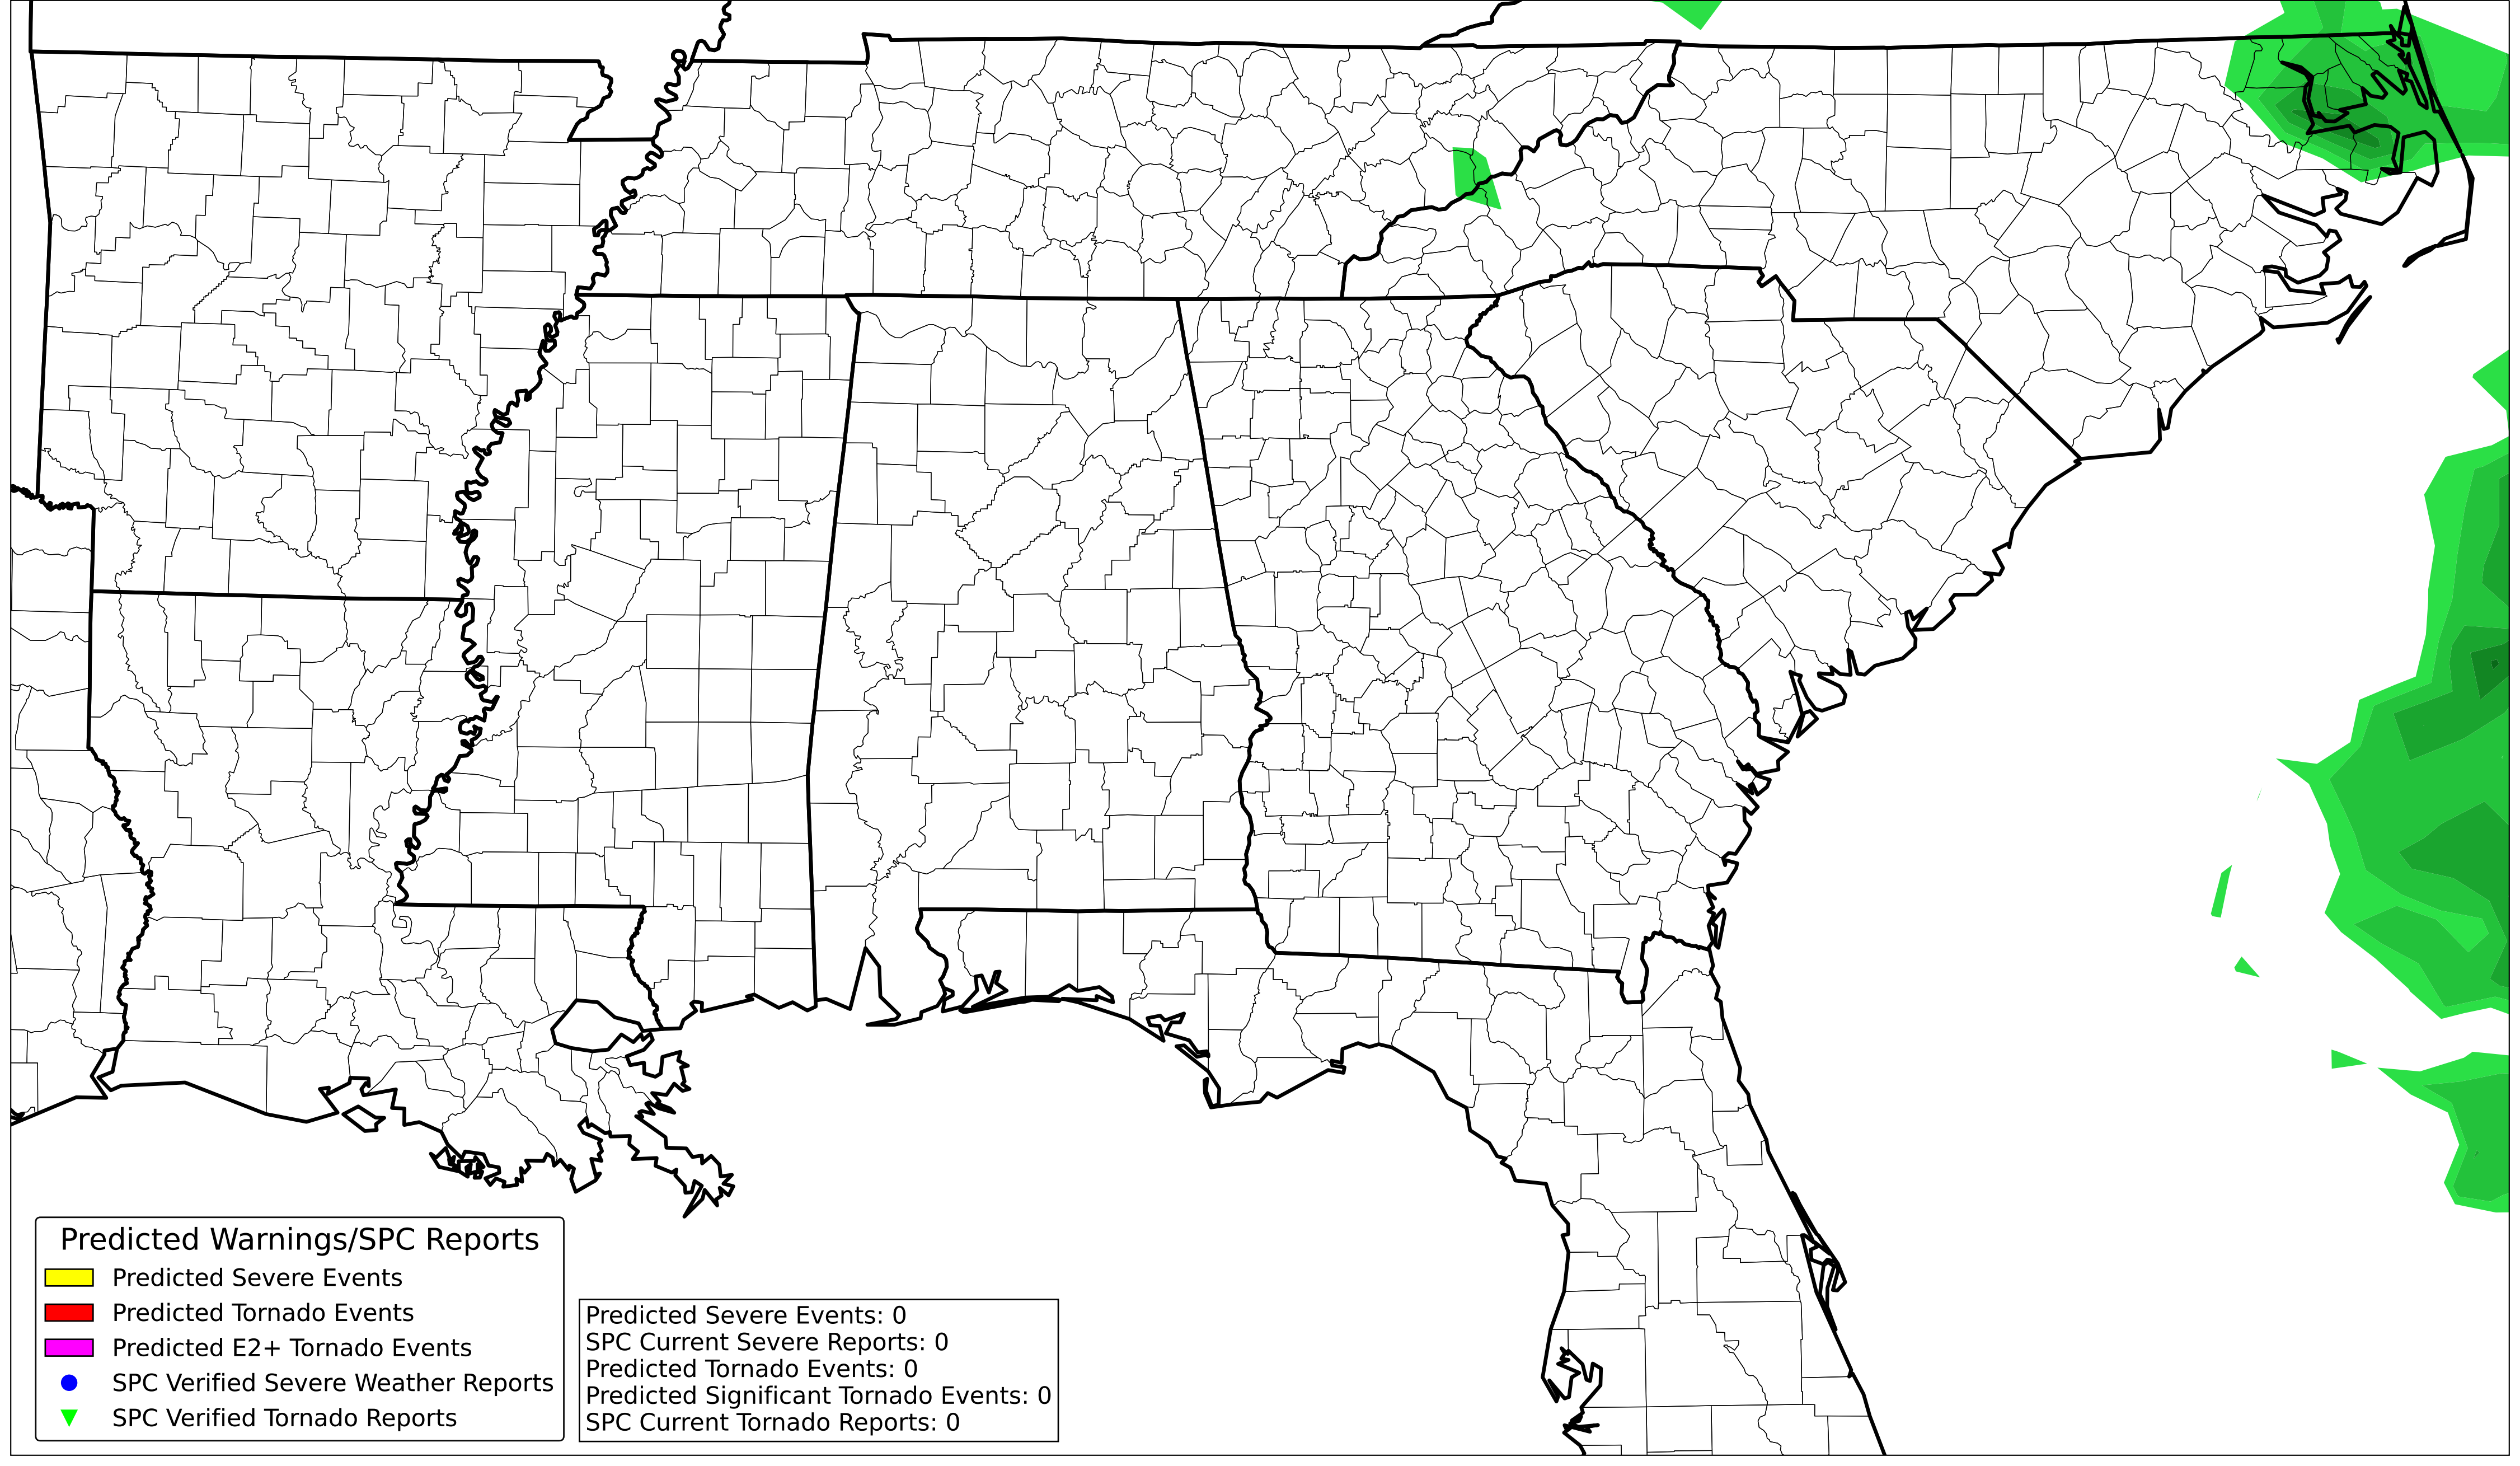 Predicted Warnings/SPC Reports
Predicted Severe Events
Predicted Tornado Events
Predicted E2+ Tornado Events
SPC Verified Severe Weather Reports
SPC Verified Tornado Reports
Predicted Severe Events: 0
SPC Current Severe Reports: 0
Predicted Tornado Events: 0
Predicted Significant Tornado Events: 0
SPC Current Tornado Reports: 0